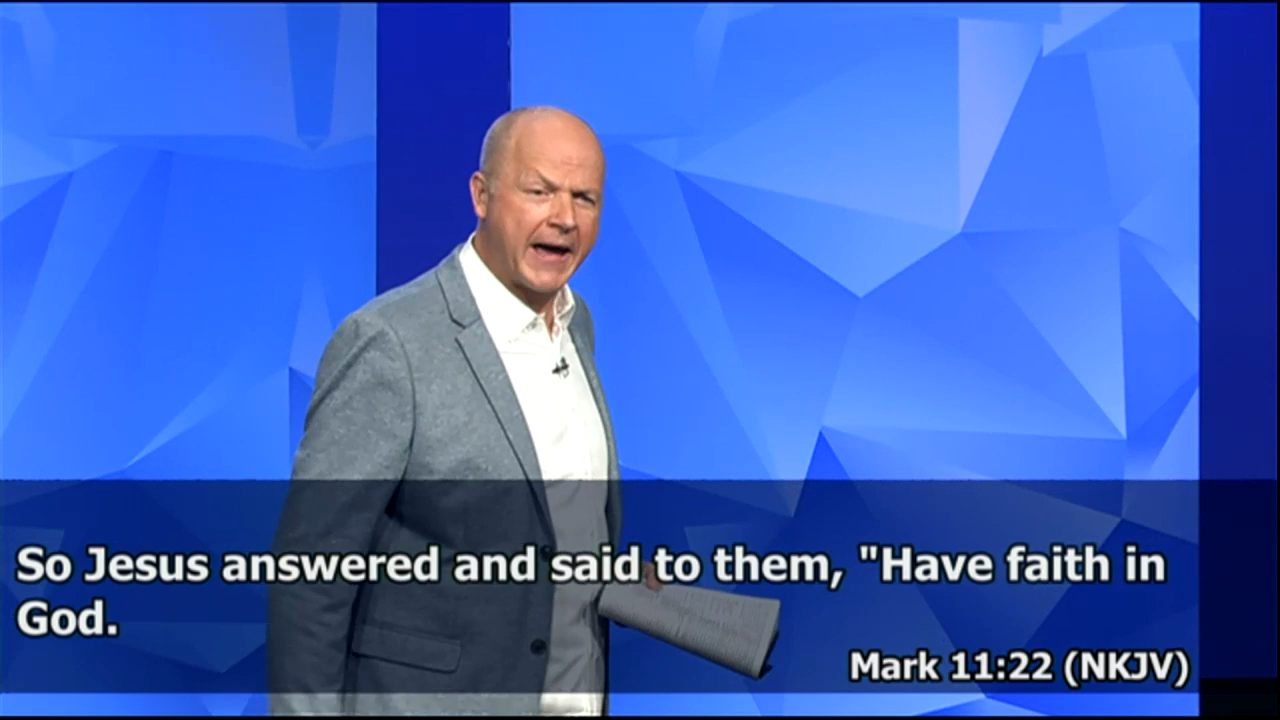 So Jesus answered and said to them, "Have faith in
God.
Mark 11:22 (NKJV)